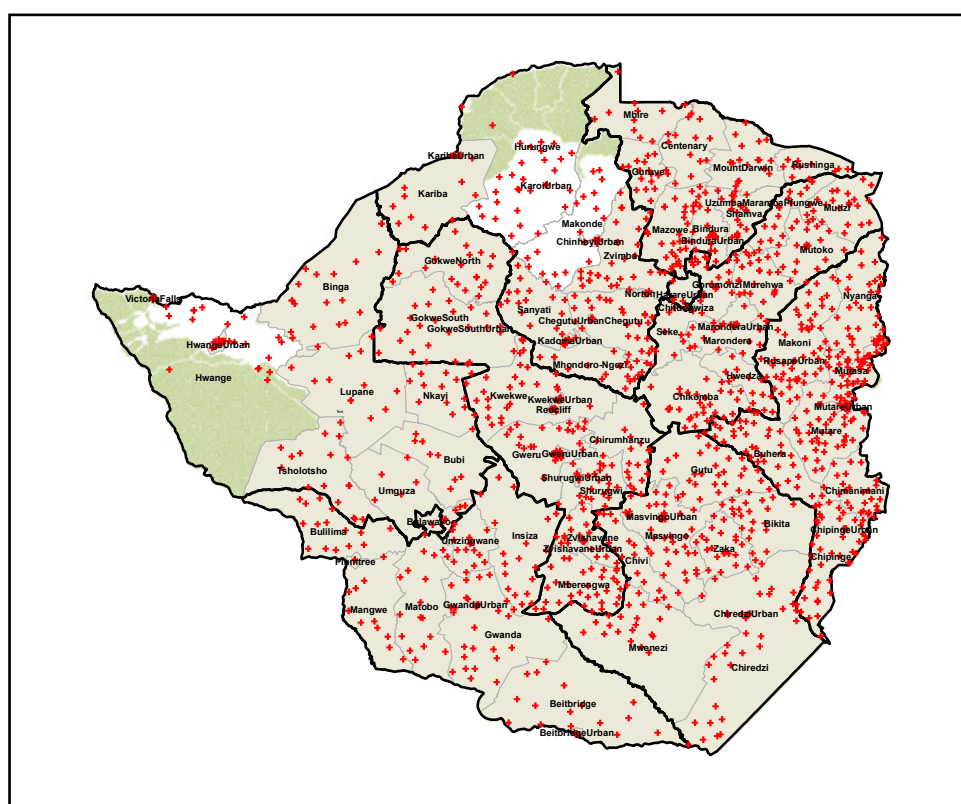 Mbire
Centenary
KaribaUrban
Hurungwe
Guruve
MountDarwin
Rushinga
KaroiUrban
Kariba
UzumbaMarambaPfungwe
Mudzi
Shamva
Makonde
Mazowe
Bindura
BinduraUrban
ChinhoyiUrban
Mutoko
Zvimba
GokweNorth
Binga
Goromonzi
Murehwa
VictoriaFalls
Norton
HarareUrban
Nyanga
Sanyati
Chitungwiza
GokweSouth
ChegutuUrban
Chegutu
GokweSouthUrban
Seke
MaronderaUrban
HwangeUrban
KadomaUrban
Marondera
Makoni
RusapeUrban
Mhondoro-Ngezi
Mutasa
Hwange
Hwedza
Lupane
Nkayi
Kwekwe
KwekweUrban
Chikomba
Redcliff
MutareUrban
Mutare
Chirumhanzu
Gweru
GweruUrban
Buhera
Bubi
Tsholotsho
Gutu
ShurugwiUrban
Shurugwi
Umguza
Chimanimani
MasvingoUrban
Bulawayo
Bikita
Bulilima
ChipingeUrban
Umzingwane
Insiza
Zvishavane
Masvingo
ZvishavaneUrban
Zaka
Plumtree
Chivi
Chipinge
Mberengwa
Mangwe
Matobo
GwandaUrban
ChiredziUrban
Gwanda
Mwenezi
Chiredzi
Beitbridge
BeitbridgeUrban